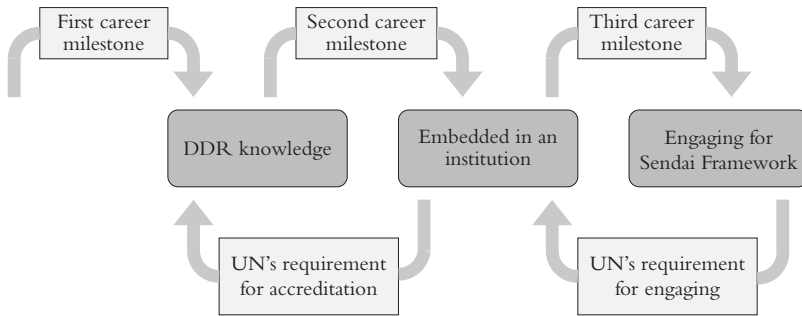 First career
milestone
Second career
milestone
Third career
milestone
DDR knowledge
Embedded in an
institution
Engaging for
Sendai Framework
UN's requirement
for accreditation
UN's requirement
for engaging